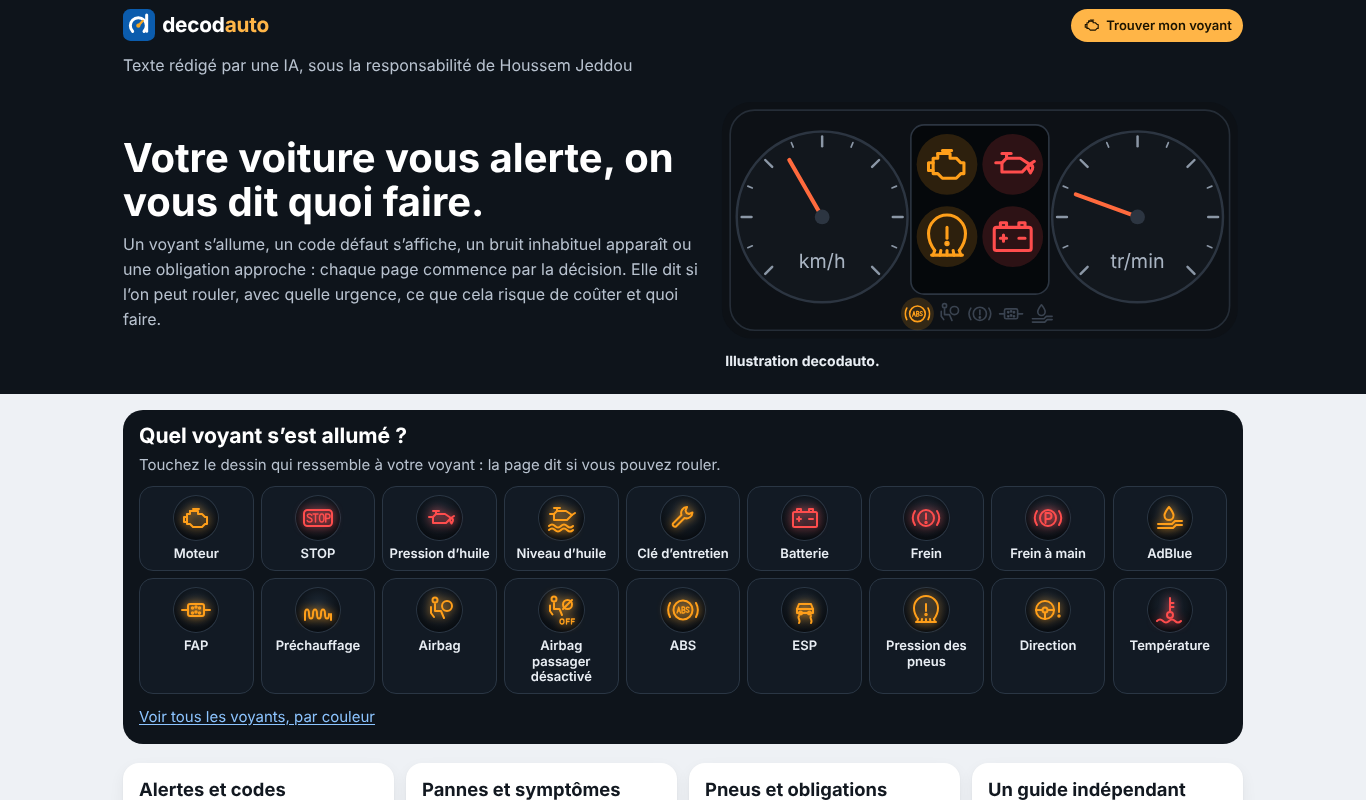 decodauto
Trouver mon voyant
Texte rédigé par une IA, sous la responsabilité de Houssem Jeddou
Votre voiture vous alerte, on
vous dit quoi faire.
Un voyant s’allume, un code défaut s’affiche, un bruit inhabituel apparaît ou
une obligation approche : chaque page commence par la décision. Elle dit si
l’on peut rouler, avec quelle urgence, ce que cela risque de coûter et quoi
faire.
km/h
tr/min
ABS
Illustration decodauto.
Quel voyant s’est allumé ?
Touchez le dessin qui ressemble à votre voyant : la page dit si vous pouvez rouler.
STOP
P
Moteur
STOP
Pression d’huile
Niveau d’huile
Clé d’entretien
Batterie
Frein
Frein à main
AdBlue
OFF
ABS
FAP
Préchauffage
Airbag
Airbag
passager
désactivé
ABS
ESP
Pression des
pneus
Direction
Température
Voir tous les voyants, par couleur
Alertes et codes
Pannes et symptômes
Pneus et obligations
Un guide indépendant